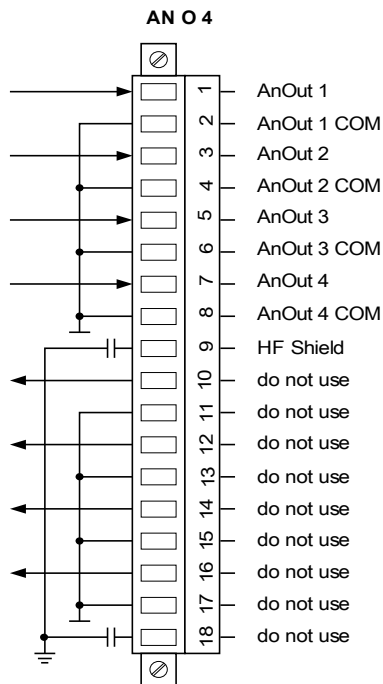 AN O 4
1 AnOut 1
2 AnOut 1 COM
3 AnOut 2
4 AnOut 2 COM
5 AnOut 3
6 AnOut 3 COM
7 AnOut 4
8 AnOut 4 COM
9 HF Shield
10 do not use
11 do not use
12 do not use
13 do not use
14 do not use
15 do not use
16 do not use
17 do not use
18 do not use